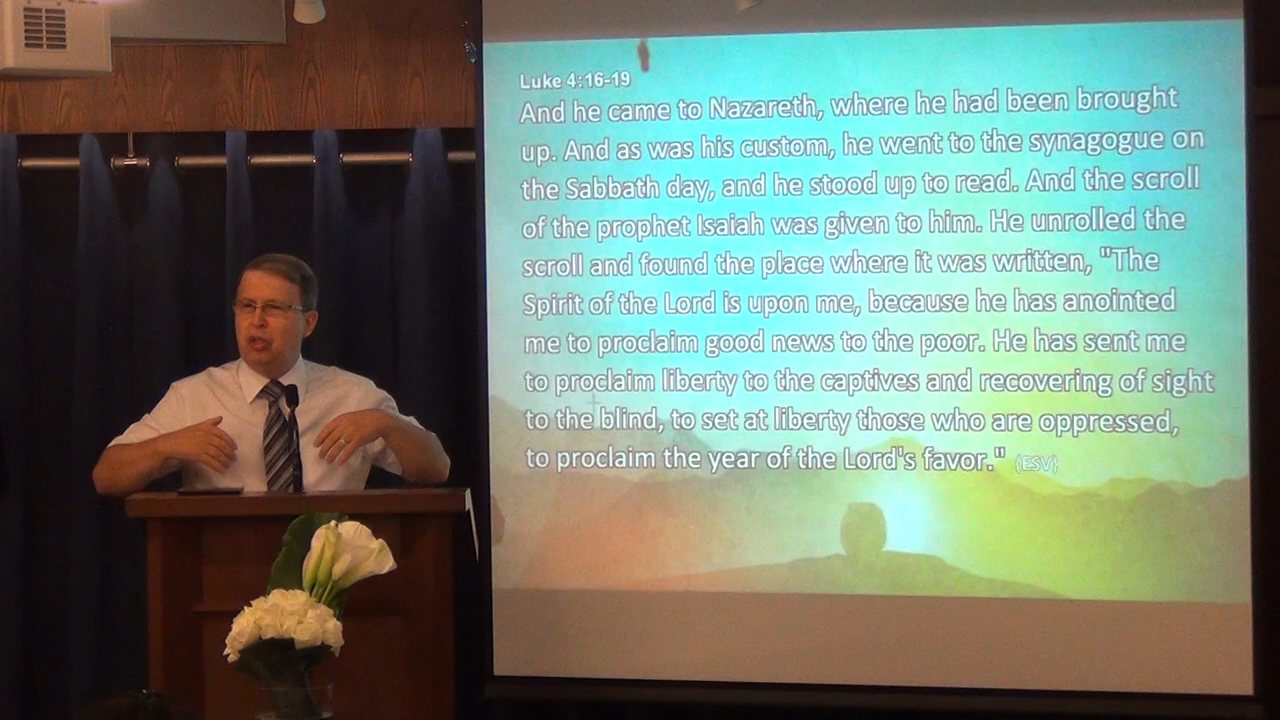 Luke 4:16-19
And he came to Nazareth, where he had been brought
up. And as was his custom, he went to the synagogue on
the Sabbath day, and he stood up to read. And the scroll
of the prophet Isaiah was given to him. He unrolled the
scroll and found the place where it was written, "The
Spirit of the Lord is upon me, because he has anointed
me to proclaim good news to the poor. He has sent me
to proclaim liberty to the captives and recovering of sight
to the blind, to set at liberty those who are oppressed,
to proclaim the year of the Lord's favor." (ESV)